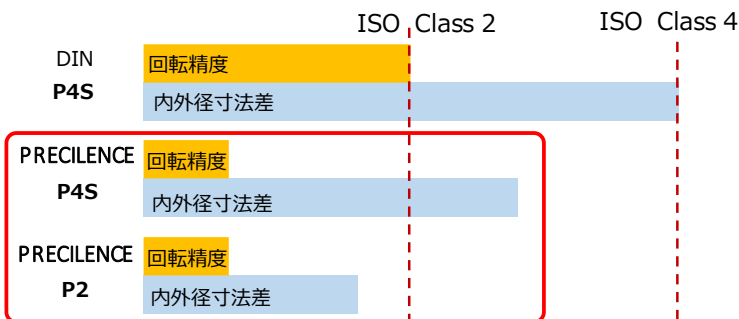 ISO Class 2 ISO Class 4
DIN 回転精度
P4S 内外径寸法差
PRECILENCE 回転精度
P4S 内外径寸法差
PRECILENCE 回転精度
P2 内外径寸法差